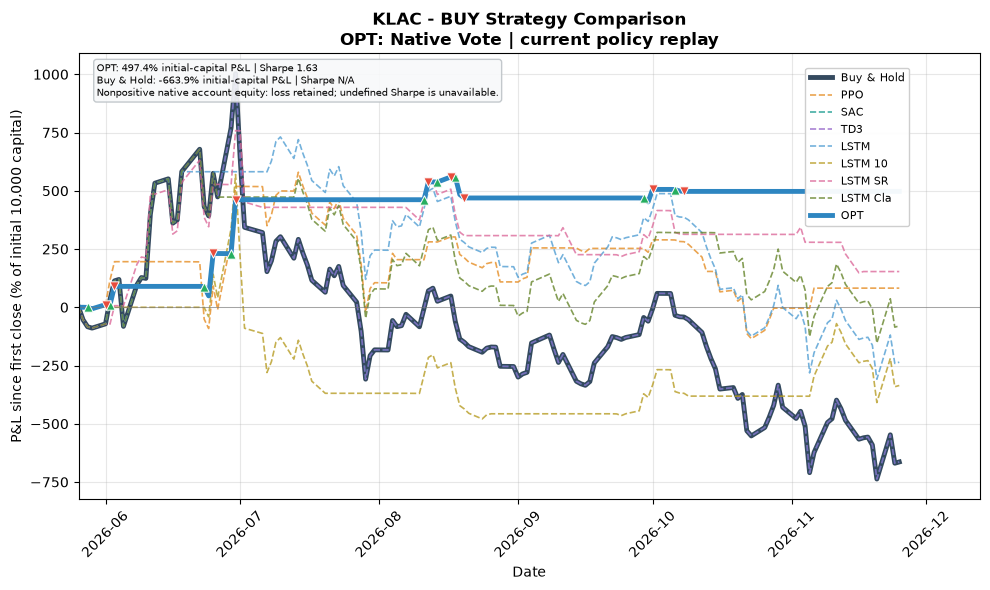 KLAC - BUY Strategy Comparison
OPT: Native Vote | current policy replay
OPT: 497.4% initial-capital P&L | Sharpe 1.63
Buy & Hold: -663.9% initial-capital P&L | Sharpe N/A
Nonpositive native account equity: loss retained; undefined Sharpe is unavailable.
Buy & Hold
PPO
SAC
TD3
LSTM
LSTM 10
LSTM SR
LSTM Cla
OPT
P&L since first close (% of initial 10,000 capital)
1000
750
500
250
0
−250
−500
−750
2026-06
2026-07
2026-08
2026-09
2026-10
2026-11
2026-12
Date